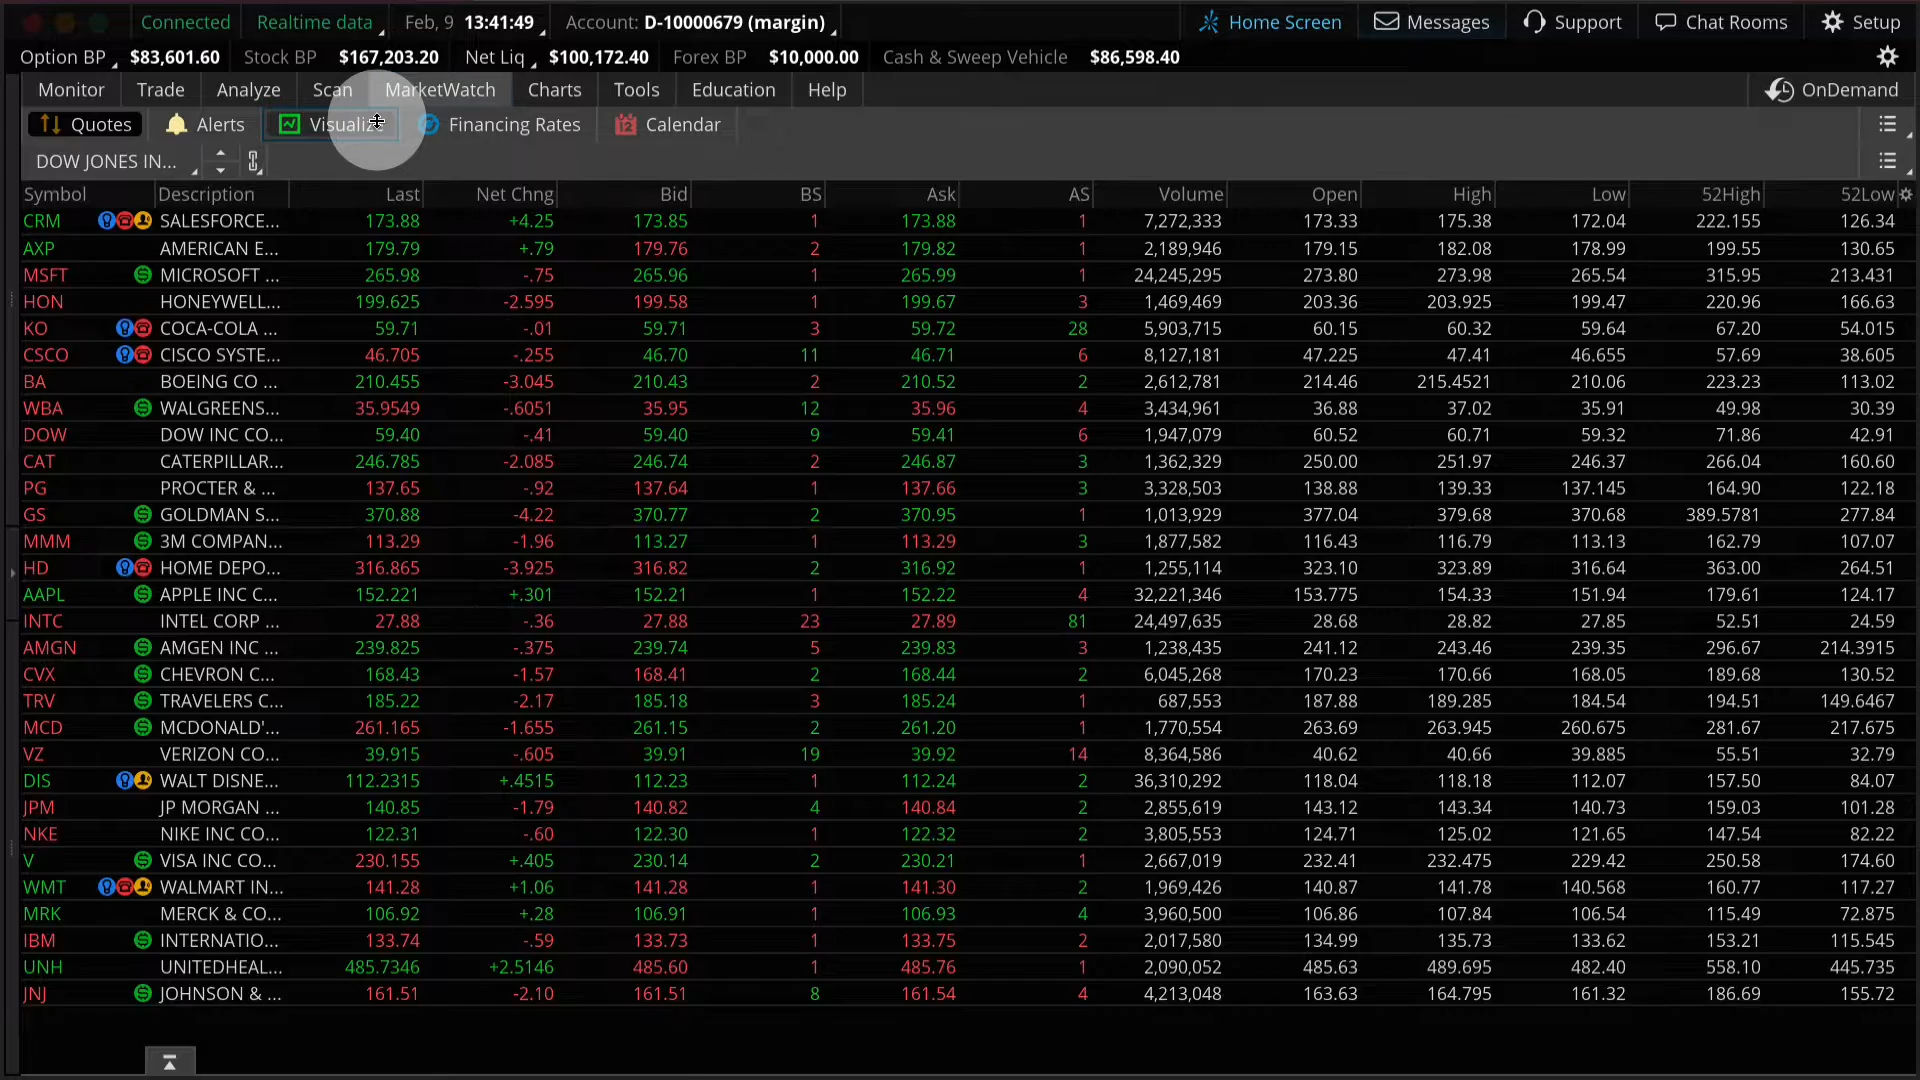 Connected Realtime data Feb, 9 13:41:49 Account: D-10000679 (margin) Home Screen Messages Support Chat Rooms Setup
Option BP $83,601.60 Stock BP $167,203.20 Net Liq $100,172.40 Forex BP $10,000.00 Cash & Sweep Vehicle $86,598.40
Monitor Trade Analyze Scan MarketWatch Charts Tools Education Help OnDemand
Quotes Alerts Visualize Financing Rates 12 Calendar
DOW JONES IN...
Symbol Description Last Net Chng Bid BS Ask AS Volume Open High Low 52High 52Low
CRM SALESFORCE... 173.88 +4.25 173.85 1 173.88 1 7,272,333 173.33 175.38 172.04 222.155 126.34
AXP AMERICAN E... 179.79 +.79 179.76 2 179.82 1 2,189,946 179.15 182.08 178.99 199.55 130.65
MSFT MICROSOFT ... 265.98 -.75 265.96 1 265.99 1 24,245,295 273.80 273.98 265.54 315.95 213.431
HON HONEYWELL... 199.625 -2.595 199.58 1 199.67 3 1,469,469 203.36 203.925 199.47 220.96 166.63
KO COCA-COLA ... 59.71 -.01 59.71 3 59.72 28 5,903,715 60.15 60.32 59.64 67.20 54.015
CSCO CISCO SYSTE... 46.705 -.255 46.70 11 46.71 6 8,127,181 47.225 47.41 46.655 57.69 38.605
BA BOEING CO ... 210.455 -3.045 210.43 2 210.52 2 2,612,781 214.46 215.4521 210.06 223.23 113.02
WBA WALGREENS... 35.9549 -.6051 35.95 12 35.96 4 3,434,961 36.88 37.02 35.91 49.98 30.39
DOW DOW INC CO... 59.40 -.41 59.40 9 59.41 6 1,947,079 60.52 60.71 59.32 71.86 42.91
CAT CATERPILLAR... 246.785 -2.085 246.74 2 246.87 3 1,362,329 250.00 251.97 246.37 266.04 160.60
PG PROCTER & ... 137.65 -.92 137.64 1 137.66 3 3,328,503 138.88 139.33 137.145 164.90 122.18
GS GOLDMAN S... 370.88 -4.22 370.77 2 370.95 1 1,013,929 377.04 379.68 370.68 389.5781 277.84
MMM 3M COMPAN... 113.29 -1.96 113.27 1 113.29 3 1,877,582 116.43 116.79 113.13 162.79 107.07
HD HOME DEPO... 316.865 -3.925 316.82 2 316.92 1 1,255,114 323.10 323.89 316.64 363.00 264.51
AAPL APPLE INC C... 152.221 +.301 152.21 1 152.22 4 32,221,346 153.775 154.33 151.94 179.61 124.17
INTC INTEL CORP ... 27.88 -.36 27.88 23 27.89 81 24,497,635 28.68 28.82 27.85 52.51 24.59
AMGN AMGEN INC ... 239.825 -.375 239.74 5 239.83 3 1,238,435 241.12 243.46 239.35 296.67 214.3915
CVX CHEVRON C... 168.43 -1.57 168.41 2 168.44 2 6,045,268 170.23 170.66 168.05 189.68 130.52
TRV TRAVELERS C... 185.22 -2.17 185.18 3 185.24 1 687,553 187.88 189.285 184.54 194.51 149.6467
MCD MCDONALD'... 261.165 -1.655 261.15 2 261.20 1 1,770,554 263.69 263.945 260.675 281.67 217.675
VZ VERIZON CO... 39.915 -.605 39.91 19 39.92 14 8,364,586 40.62 40.66 39.885 55.51 32.79
DIS WALT DISNE... 112.2315 +.4515 112.23 1 112.24 2 36,310,292 118.04 118.18 112.07 157.50 84.07
JPM JP MORGAN ... 140.85 -1.79 140.82 4 140.84 2 2,855,619 143.12 143.34 140.73 159.03 101.28
NKE NIKE INC CO... 122.31 -.60 122.30 1 122.32 2 3,805,553 124.71 125.02 121.65 147.54 82.22
V VISA INC CO... 230.155 +.405 230.14 2 230.21 1 2,667,019 232.41 232.475 229.42 250.58 174.60
WMT WALMART IN... 141.28 +1.06 141.28 1 141.30 2 1,969,426 140.87 141.78 140.568 160.77 117.27
MRK MERCK & CO... 106.92 +.28 106.91 1 106.93 4 3,960,500 106.86 107.84 106.54 115.49 72.875
IBM INTERNATIO... 133.74 -.59 133.73 1 133.75 2 2,017,580 134.99 135.73 133.62 153.21 115.545
UNH UNITEDHEAL... 485.7346 +2.5146 485.60 1 485.76 1 2,090,052 485.63 489.695 482.40 558.10 445.735
JNJ JOHNSON & ... 161.51 -2.10 161.51 8 161.54 4 4,213,048 163.63 164.795 161.32 186.69 155.72